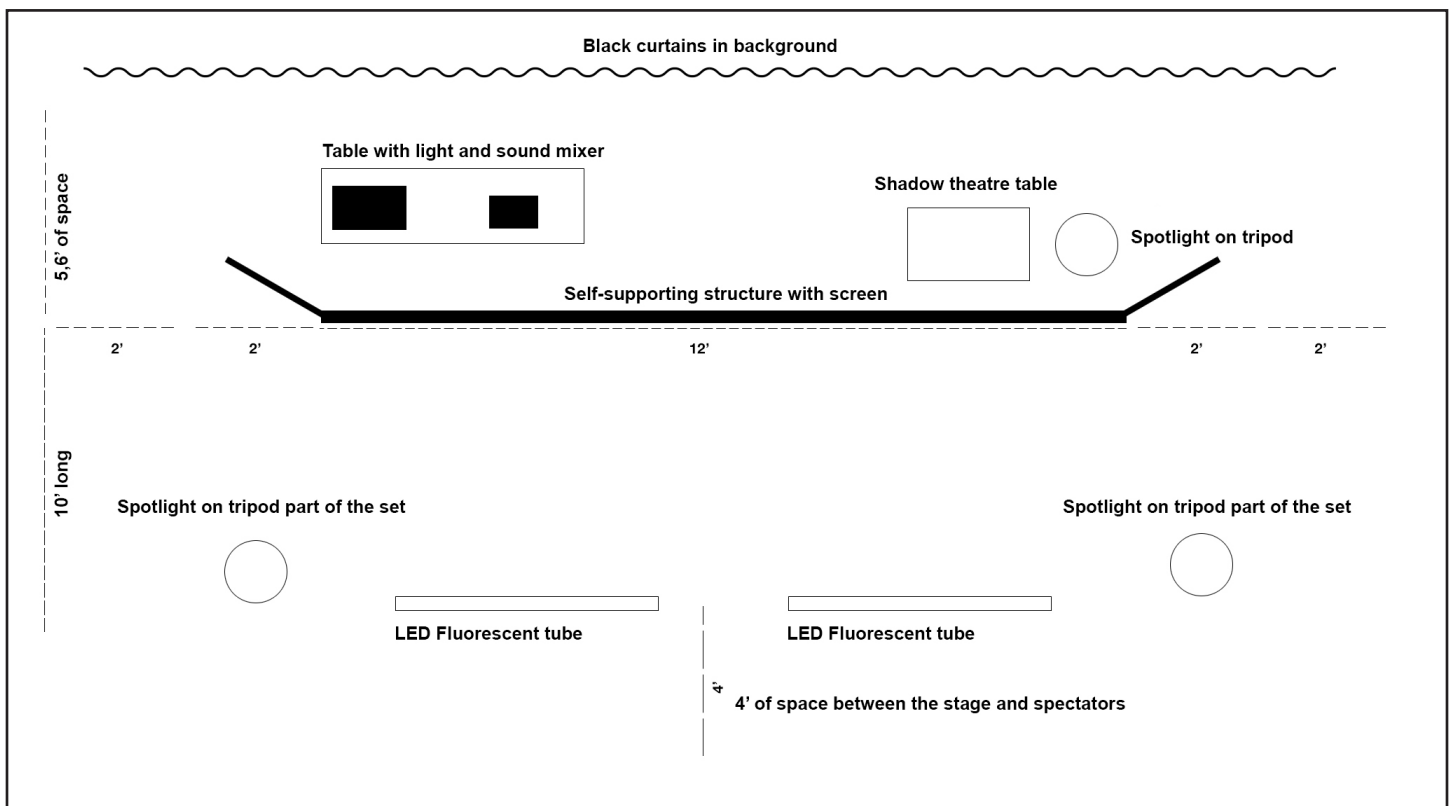 Black curtains in background
Table with light and sound mixer
Shadow theatre table
5,6’ of space
Spotlight on tripod
Self-supporting structure with screen
2’
2’
12’
2’
2’
10’ long
Spotlight on tripod part of the set
Spotlight on tripod part of the set
LED Fluorescent tube
LED Fluorescent tube
4’
4’ of space between the stage and spectators